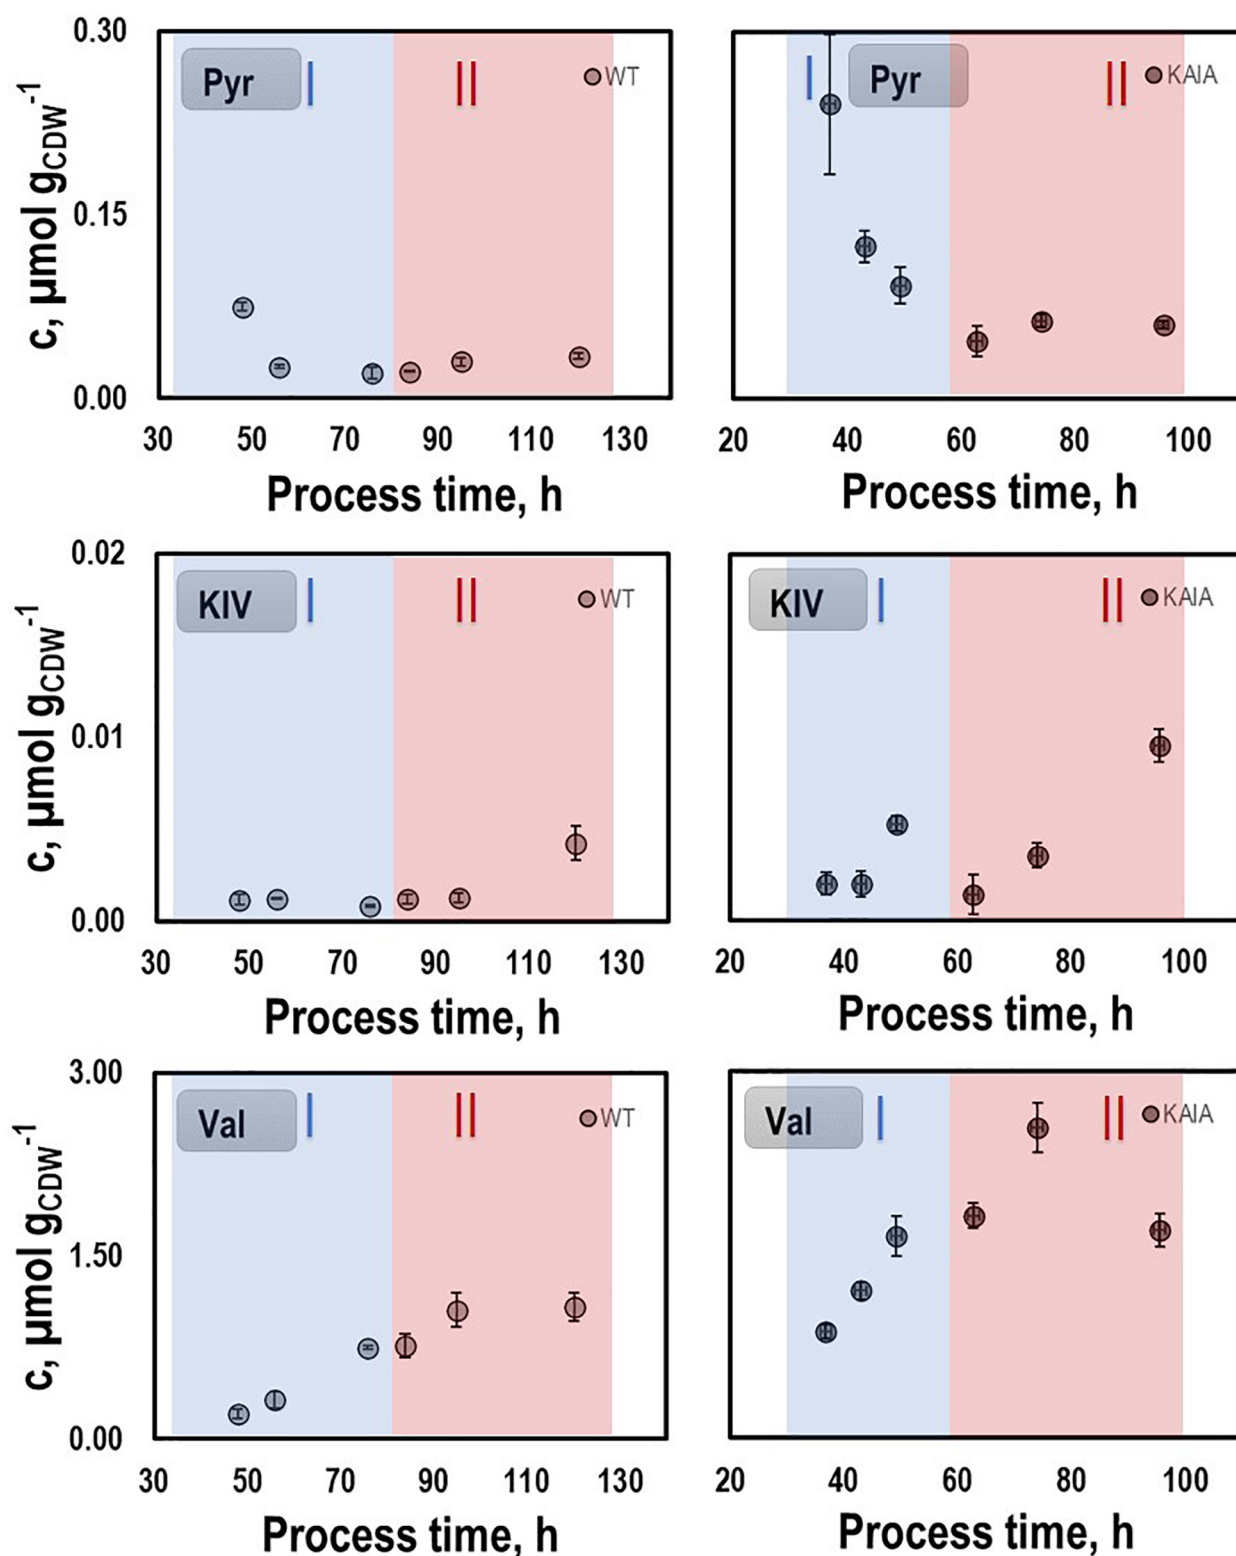 0.30
0.15
0.00
c, µmol gCDW-1
Pyr
I
II
WT
30 50 70 90 110 130
Process time, h
I
Pyr
II
KAIA
20 40 60 80 100
Process time, h
0.02
0.01
0.00
c, µmol gCDW-1
KIV
I
II
WT
30 50 70 90 110 130
Process time, h
KIV
I
II
KAIA
20 40 60 80 100
Process time, h
3.00
1.50
0.00
c, µmol gCDW-1
Val
I
II
WT
30 50 70 90 110 130
Process time, h
Val
I
II
KAIA
20 40 60 80 100
Process time, h